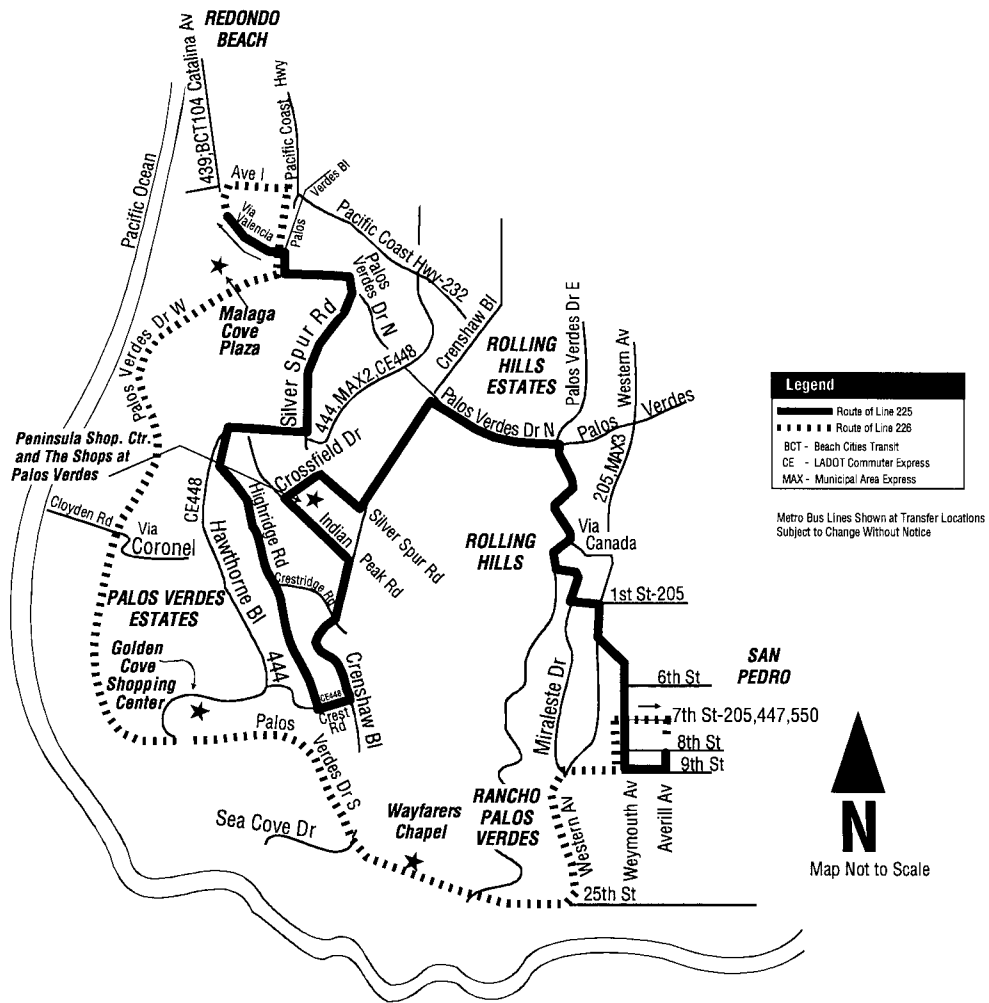 REDONDO
BEACH
439;BCT104 Catalina Av
Pacific Coast Hwy
Pacific Ocean
Ave I
Via
Valencia
Palos
Verdes Bl
Pacific Coast Hwy-232
Palos
Verdes Dr N
Malaga
Cove
Plaza
Palos Verdes Dr W
Silver Spur Rd
444, MAX2,CE448
Crenshaw Bl
ROLLING
HILLS
ESTATES
Palos Verdes Dr E
Western Av
Palos Verdes Dr N
Palos Verdes
205,MAX3
Legend
Route of Line 225
Route of Line 226
BCT - Beach Cities Transit
CE - LADOT Commuter Express
MAX - Municipal Area Express
Metro Bus Lines Shown at Transfer Locations
Subject to Change Without Notice
Peninsula Shop. Ctr.
and The Shops at
Palos Verdes
Crossfield Dr
CE448
Highridge Rd
Indian
Peak Rd
Silver Spur Rd
Cloyden Rd
Via
Coronel
Hawthorne Bl
Crestridge Rd
ROLLING
HILLS
Via
Canada
1st St-205
PALOS VERDES
ESTATES
Golden
Cove
Shopping
Center
444
CE448
Crest
Rd
Crenshaw Bl
Miraleste Dr
SAN
PEDRO
6th St
7th St-205,447,550
8th St
9th St
Palos
Verdes Dr S
Sea Cove Dr
Wayfarers
Chapel
RANCHO
PALOS
VERDES
Western Av
Weymouth Av
Averill Av
25th St
N
Map Not to Scale